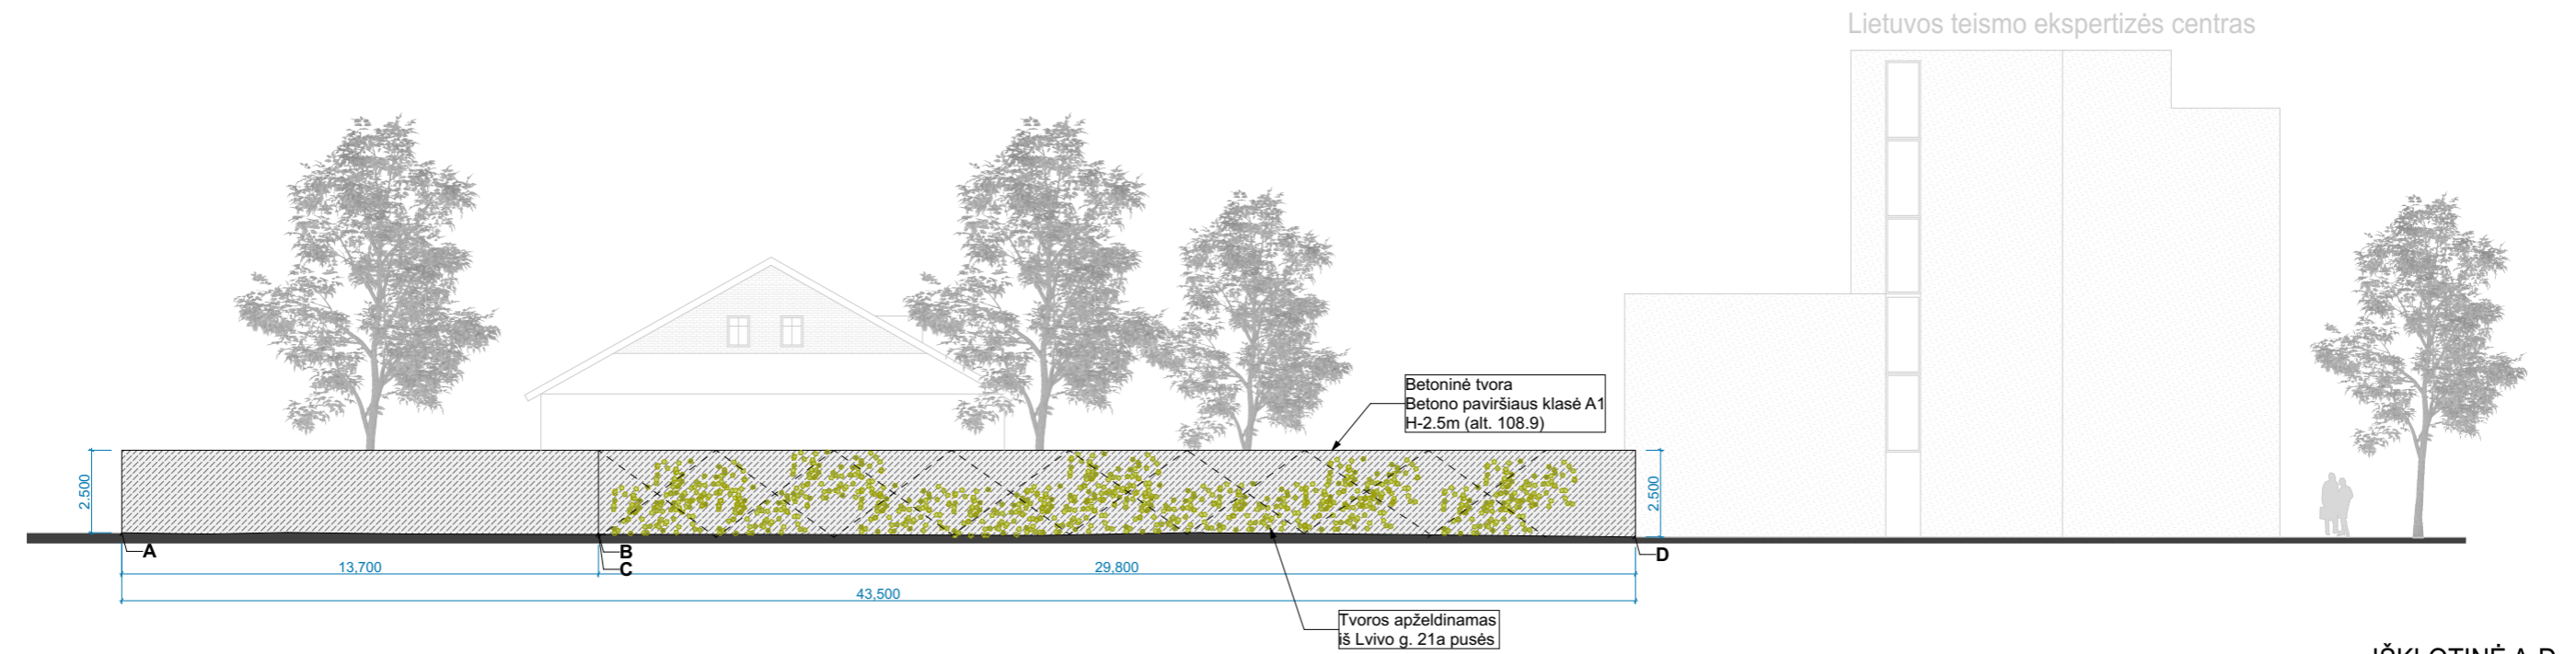 Lietuvos teismo ekspertizės centras
Betoninė tvora
Betono paviršiaus klasė A1
H-2.5m (alt. 108.9)
2.500
2.500
A
B
C
D
13,700
29,800
43,500
Tvoros apželdinamas
iš Lvivo g. 21a pusės